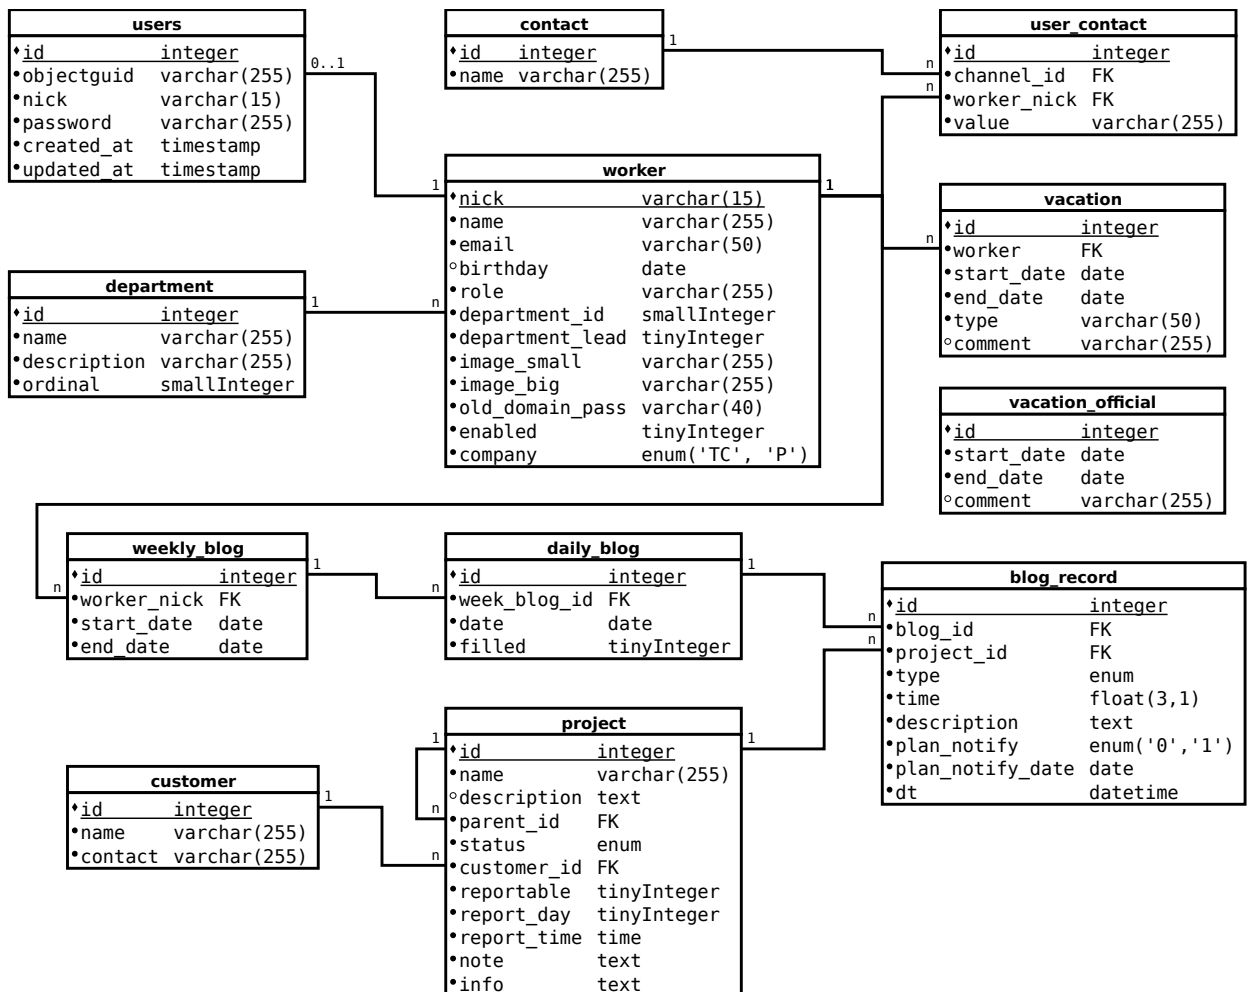 users
id integer
objectguid varchar(255)
nick varchar(15)
password varchar(255)
created_at timestamp
updated_at timestamp
0..1
contact
id integer
name varchar(255)
1
user_contact
id integer
channel_id FK
worker_nick FK
value varchar(255)
n
n
worker
nick varchar(15)
name varchar(255)
email varchar(50)
birthday date
role varchar(255)
department_id smallInteger
department_lead tinyInteger
image_small varchar(255)
image_big varchar(255)
old_domain_pass varchar(40)
enabled tinyInteger
company enum('TC', 'P')
1
n
1
vacation
id integer
worker FK
start_date date
end_date date
type varchar(50)
comment varchar(255)
n
department
id integer
name varchar(255)
description varchar(255)
ordinal smallInteger
1
vacation_official
id integer
start_date date
end_date date
comment varchar(255)
weekly_blog
id integer
worker_nick FK
start_date date
end_date date
n
1
daily_blog
id integer
week_blog_id FK
date date
filled tinyInteger
n
1
blog_record
id integer
blog_id FK
project_id FK
type enum
time float(3,1)
description text
plan_notify enum('0','1')
plan_notify_date date
dt datetime
n
n
customer
id integer
name varchar(255)
contact varchar(255)
1
project
id integer
name varchar(255)
description text
parent_id FK
status enum
customer_id FK
reportable tinyInteger
report_day tinyInteger
report_time time
note text
info text
1
n
n
1